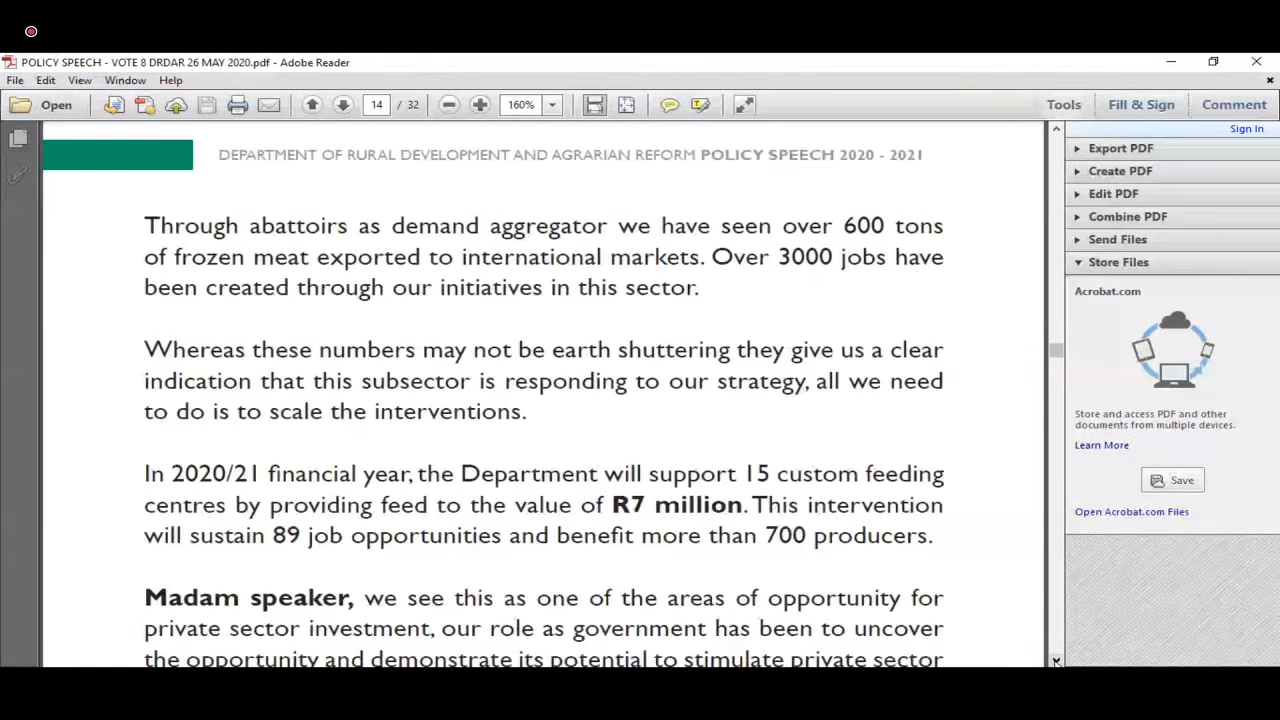 POLICY SPEECH - VOTE 8 DRDAR 26 MAY 2020.pdf - Adobe Reader
File Edit View Window Help
Open 14 / 32 160% Tools Fill & Sign Comment
Sign In
DEPARTMENT OF RURAL DEVELOPMENT AND AGRARIAN REFORM POLICY SPEECH 2020 - 2021
Through abattoirs as demand aggregator we have seen over 600 tons
of frozen meat exported to international markets. Over 3000 jobs have
been created through our initiatives in this sector.
Whereas these numbers may not be earth shuttering they give us a clear
indication that this subsector is responding to our strategy, all we need
to do is to scale the interventions.
In 2020/21 financial year, the Department will support 15 custom feeding
centres by providing feed to the value of R7 million. This intervention
will sustain 89 job opportunities and benefit more than 700 producers.
Madam speaker, we see this as one of the areas of opportunity for
private sector investment, our role as government has been to uncover
the opportunity and demonstrate its potential to stimulate private sector
Export PDF
Create PDF
Edit PDF
Combine PDF
Send Files
Store Files
Acrobat.com
Store and access PDF and other
documents from multiple devices.
Learn More
Save
Open Acrobat.com Files